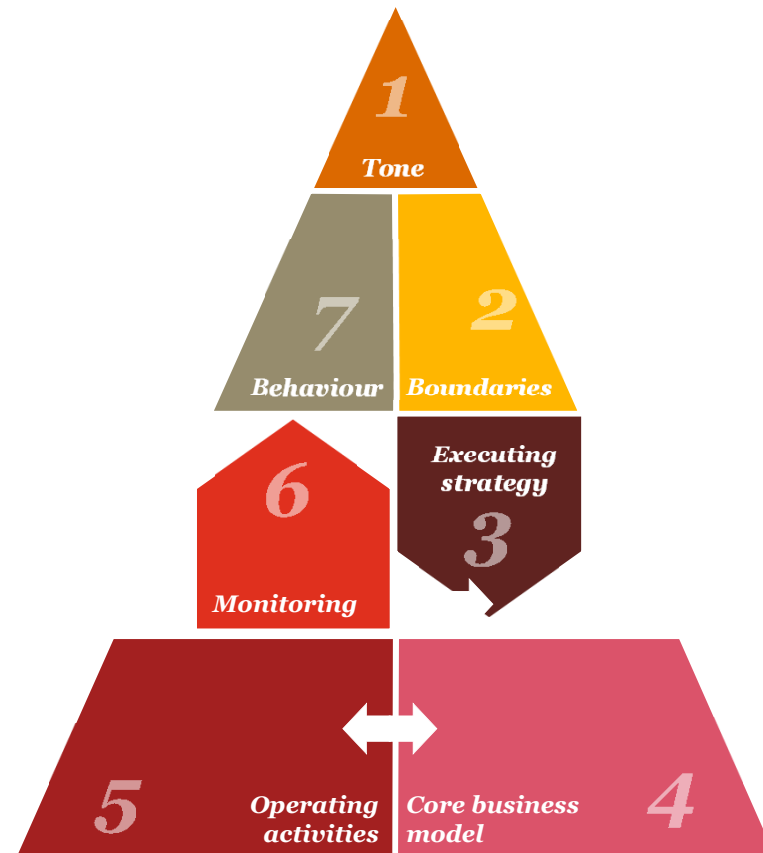 1
Tone
7
Behaviour
2
Boundaries
6
Monitoring
Executing
strategy
3
5
Operating
activities
Core business
model
4